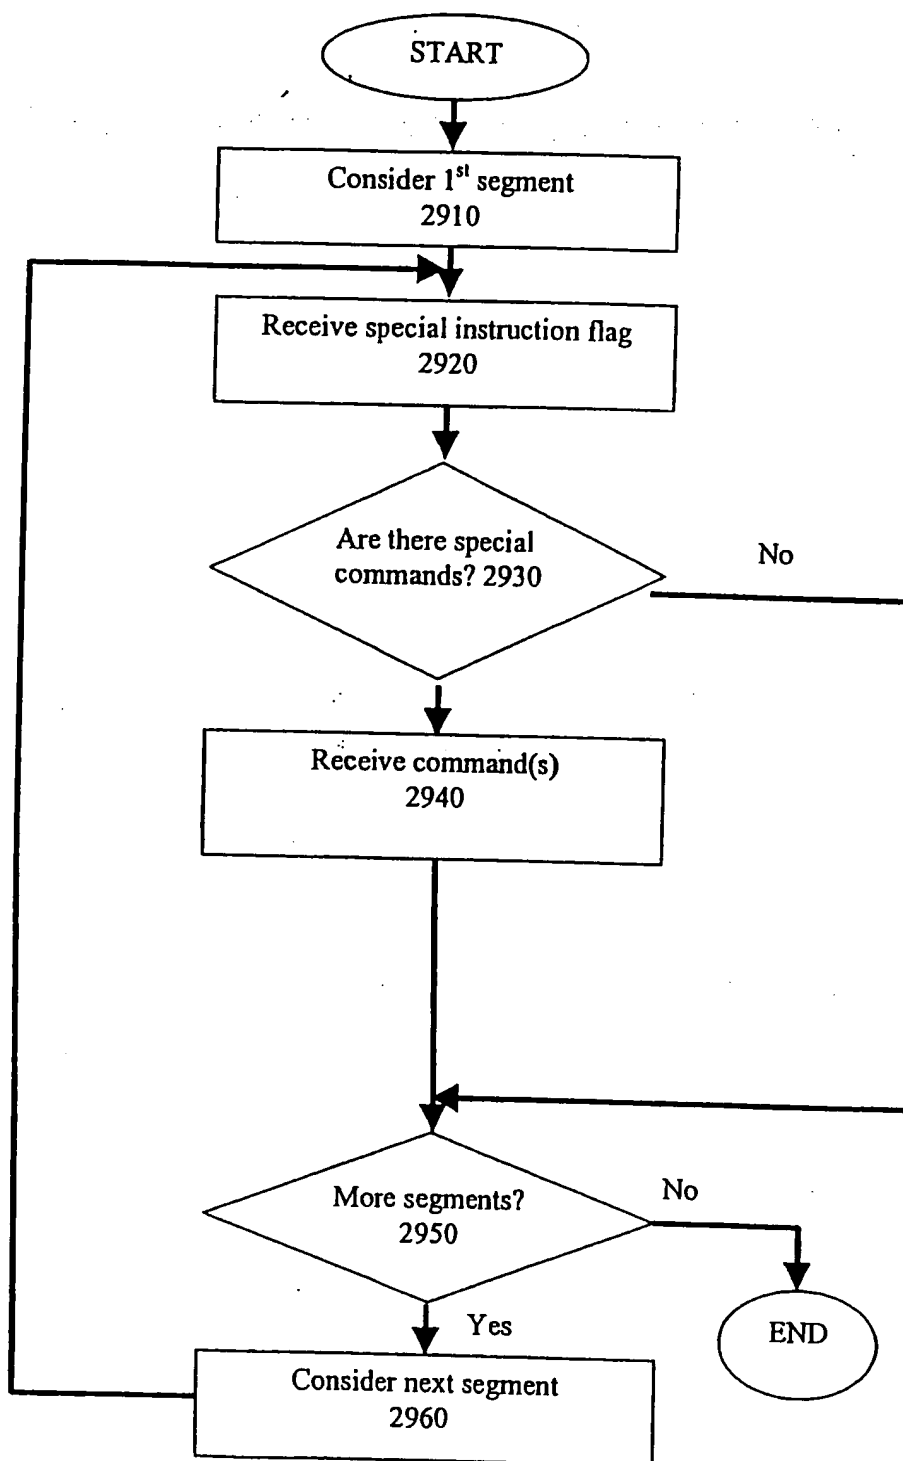 START
Consider 1st segment
2910
Receive special instruction flag
2920
Are there special
commands? 2930
No
Receive command(s)
2940
More segments?
2950
No
Yes
END
Consider next segment
2960